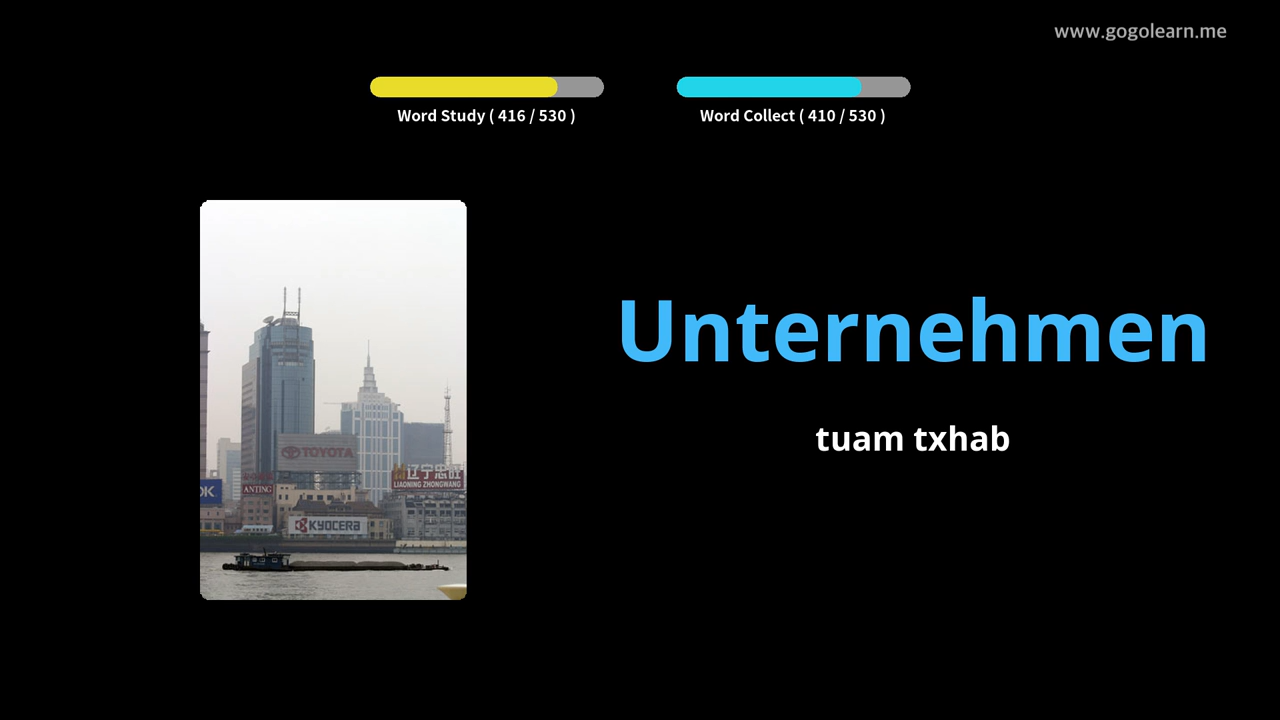 www.gogolearn.me
Word Study ( 416 / 530 )
Word Collect ( 410 / 530 )
Unternehmen
tuam txhab
TOYOTA
辽宁忠旺
LIAONING ZHONGWANG
OK
ANTING
KYOCERA